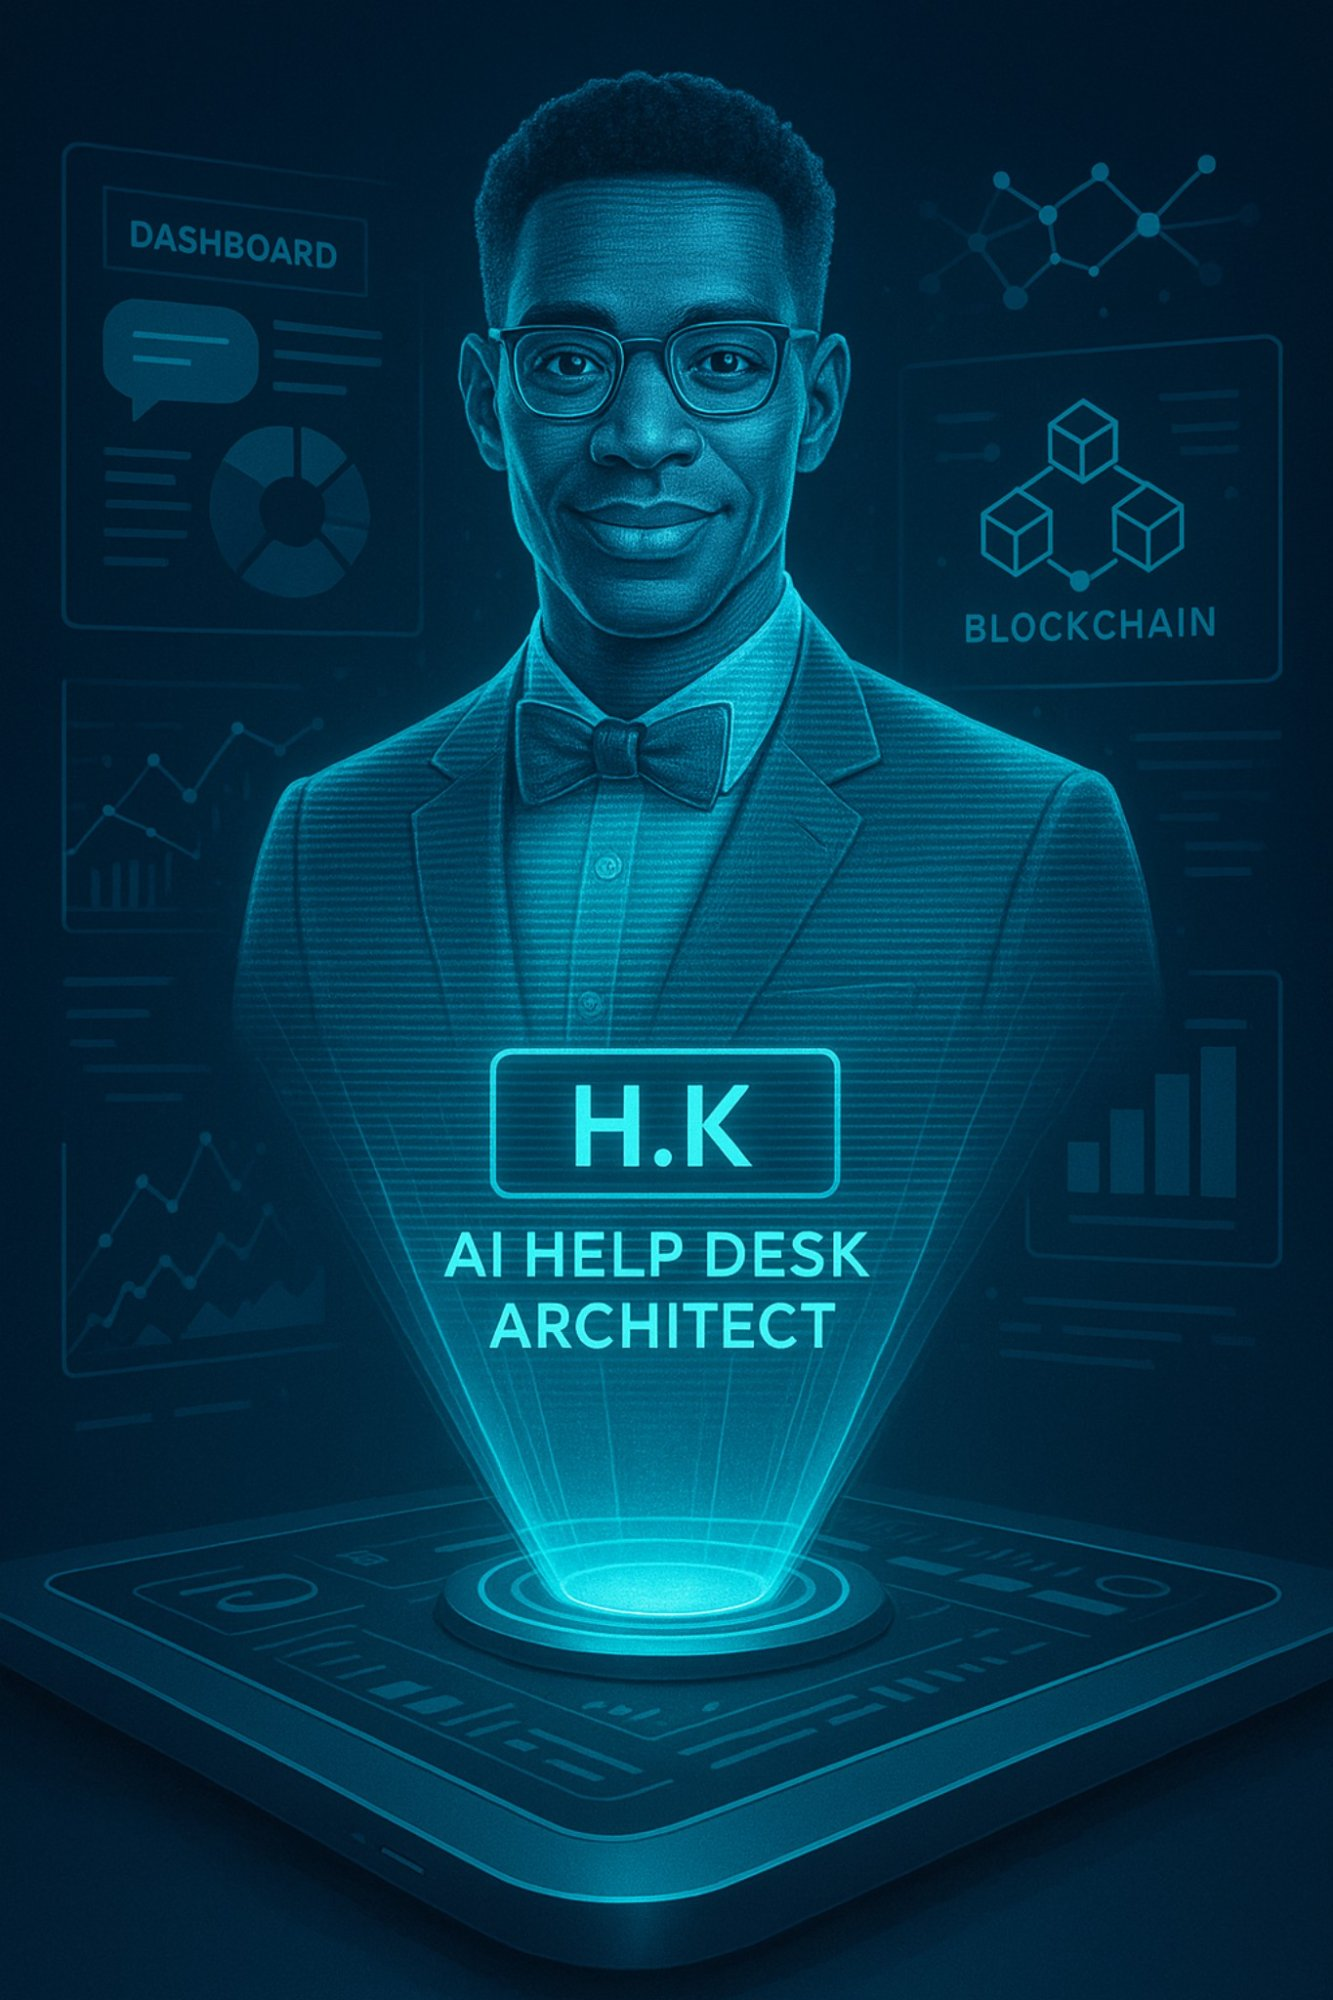 DASHBOARD
BLOCKCHAIN
H.K
AI HELP DESK
ARCHITECT